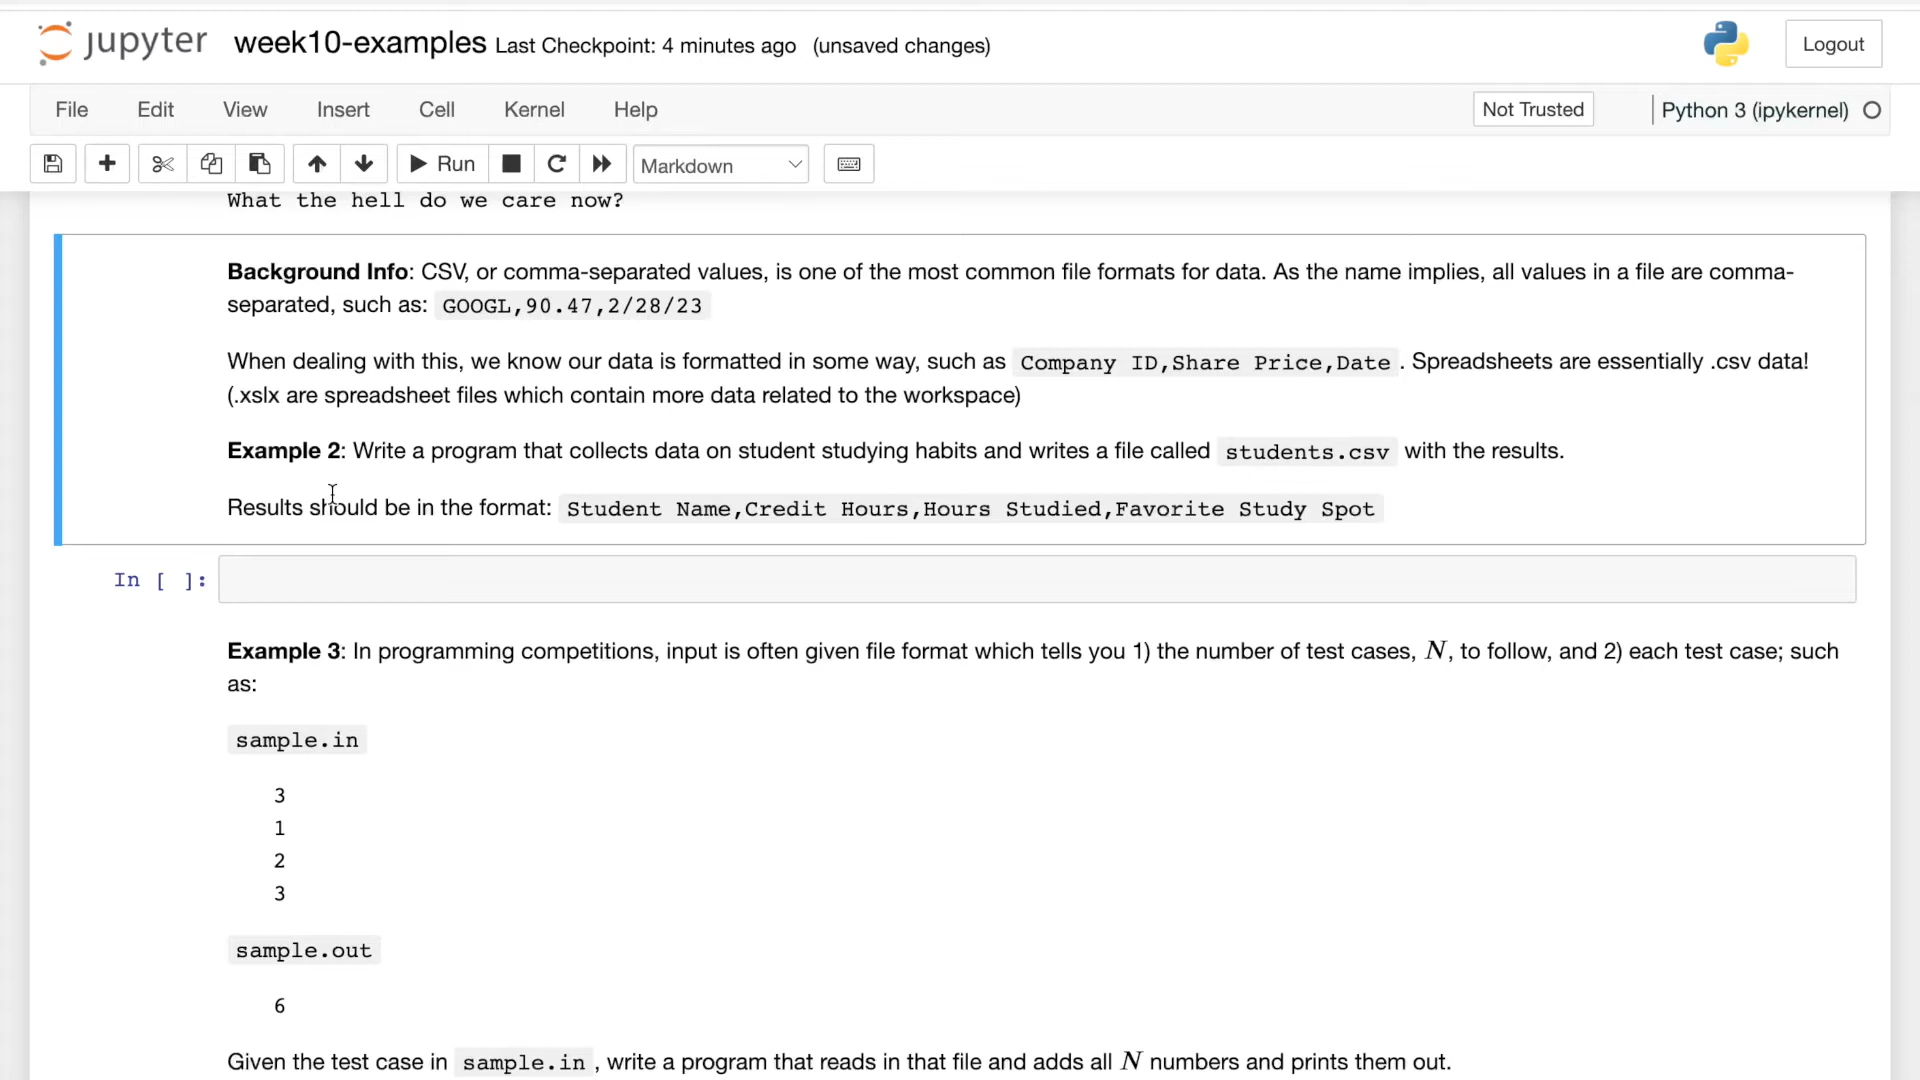 jupyter week10-examples Last Checkpoint: 4 minutes ago (unsaved changes) Logout
File Edit View Insert Cell Kernel Help Not Trusted Python 3 (ipykernel)
Run Markdown
What the hell do we care now?
Background Info: CSV, or comma-separated values, is one of the most common file formats for data. As the name implies, all values in a file are comma-
separated, such as: GOOGL,90.47,2/28/23
When dealing with this, we know our data is formatted in some way, such as Company ID,Share Price,Date. Spreadsheets are essentially .csv data!
(.xslx are spreadsheet files which contain more data related to the workspace)
Example 2: Write a program that collects data on student studying habits and writes a file called students.csv with the results.
Results should be in the format: Student Name,Credit Hours,Hours Studied,Favorite Study Spot
In [ ]:
Example 3: In programming competitions, input is often given file format which tells you 1) the number of test cases, N, to follow, and 2) each test case; such
as:
sample.in
3
1
2
3
sample.out
6
Given the test case in sample.in, write a program that reads in that file and adds all N numbers and prints them out.